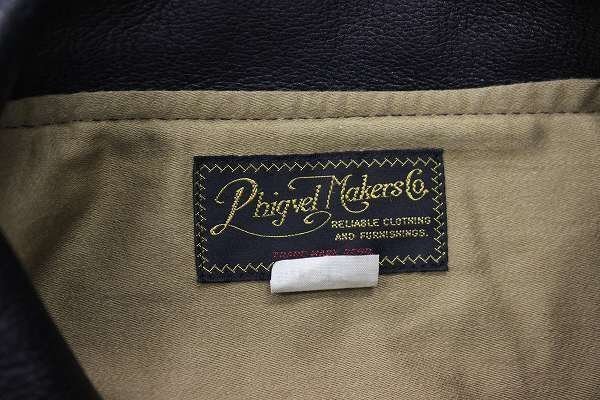 Phigvel Makers Co.
RELIABLE CLOTHING
AND FURNISHINGS.